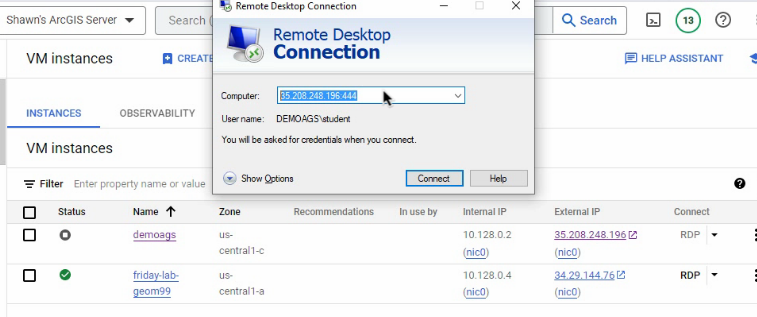 Shawn's ArcGIS Server
Search (
Search
13
Remote Desktop Connection
Remote Desktop
Connection
Computer:
35.208.248.196.444
User name:
DEMOAGS\student
You will be asked for credentials when you connect.
Show Options
Connect
Help
VM instances
CREATE
HELP ASSISTANT
INSTANCES
OBSERVABILITY
VM instances
Filter
Enter property name or value
Status
Name
Zone
Recommendations
In use by
Internal IP
External IP
Connect
demoags
us-
central1-c
10.128.0.2
(nic0)
35.208.248.196
(nic0)
RDP
friday-lab-
geom99
us-
central1-a
10.128.0.4
(nic0)
34.29.144.76
(nic0)
RDP